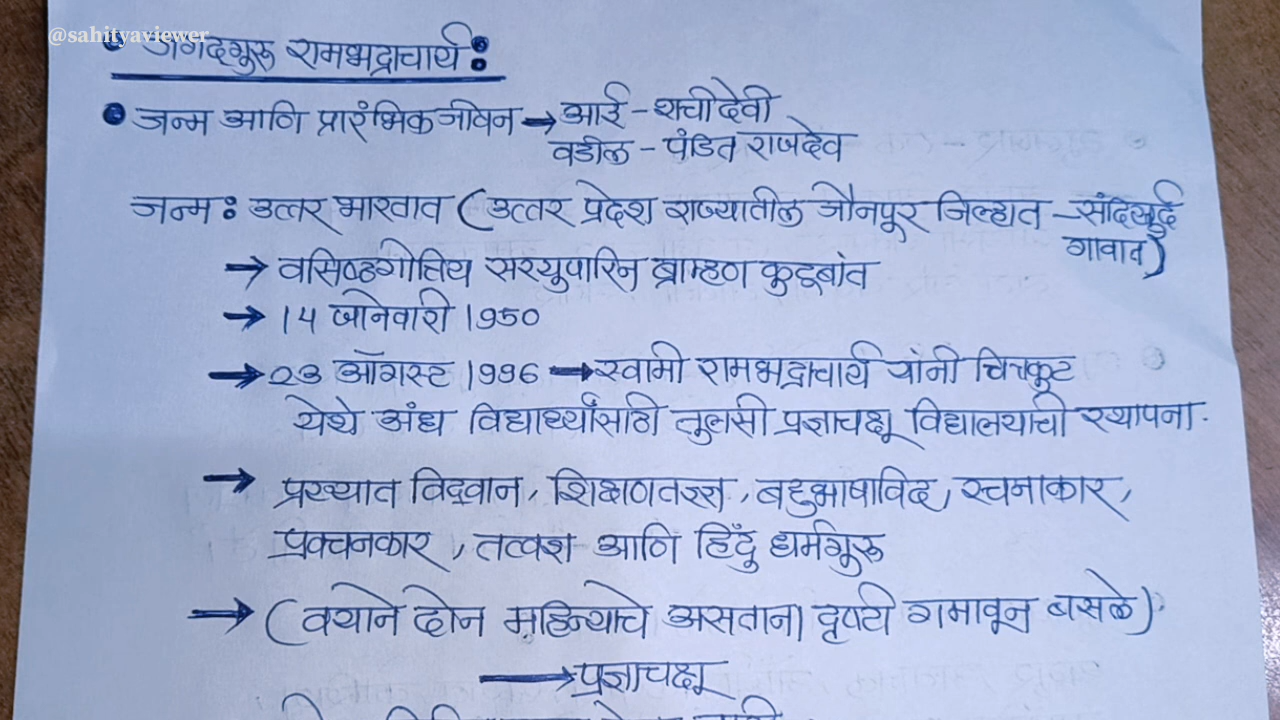 @sahityaviewer
• जगदगुरू रामभद्राचार्य :
• जन्म आणि प्रारंभिक जीवन → आई - शचीदेवी
वडील - पंडित राजदेव
जन्म : उत्तर भारतात ( उत्तर प्रदेश राज्यातील जौनपूर जिल्हात - सांदिखुर्द
गावात )
→ वसिष्ठगोत्रिय सरयुपारिन ब्राम्हण कुटूबांत
→ 14 जानेवारी 1950
→ 23 ऑगस्ट 1996 → स्वामी रामभद्राचार्य यांनी चित्रकुट
येथे अंध विद्यार्थ्यांसाठी तुलसी प्रज्ञाचक्षू विद्यालयाची स्थापना.
→ प्रख्यात विद्वान, शिक्षणतज्ज्ञ, बहुभाषाविद, रचनाकार,
प्रवचनकार, तत्वज्ञ आणि हिंदु धर्मगुरू
→ ( वयाने दोन महिन्याचे असताना दृष्टी गमावून बसले )
→ प्रज्ञाचक्षू